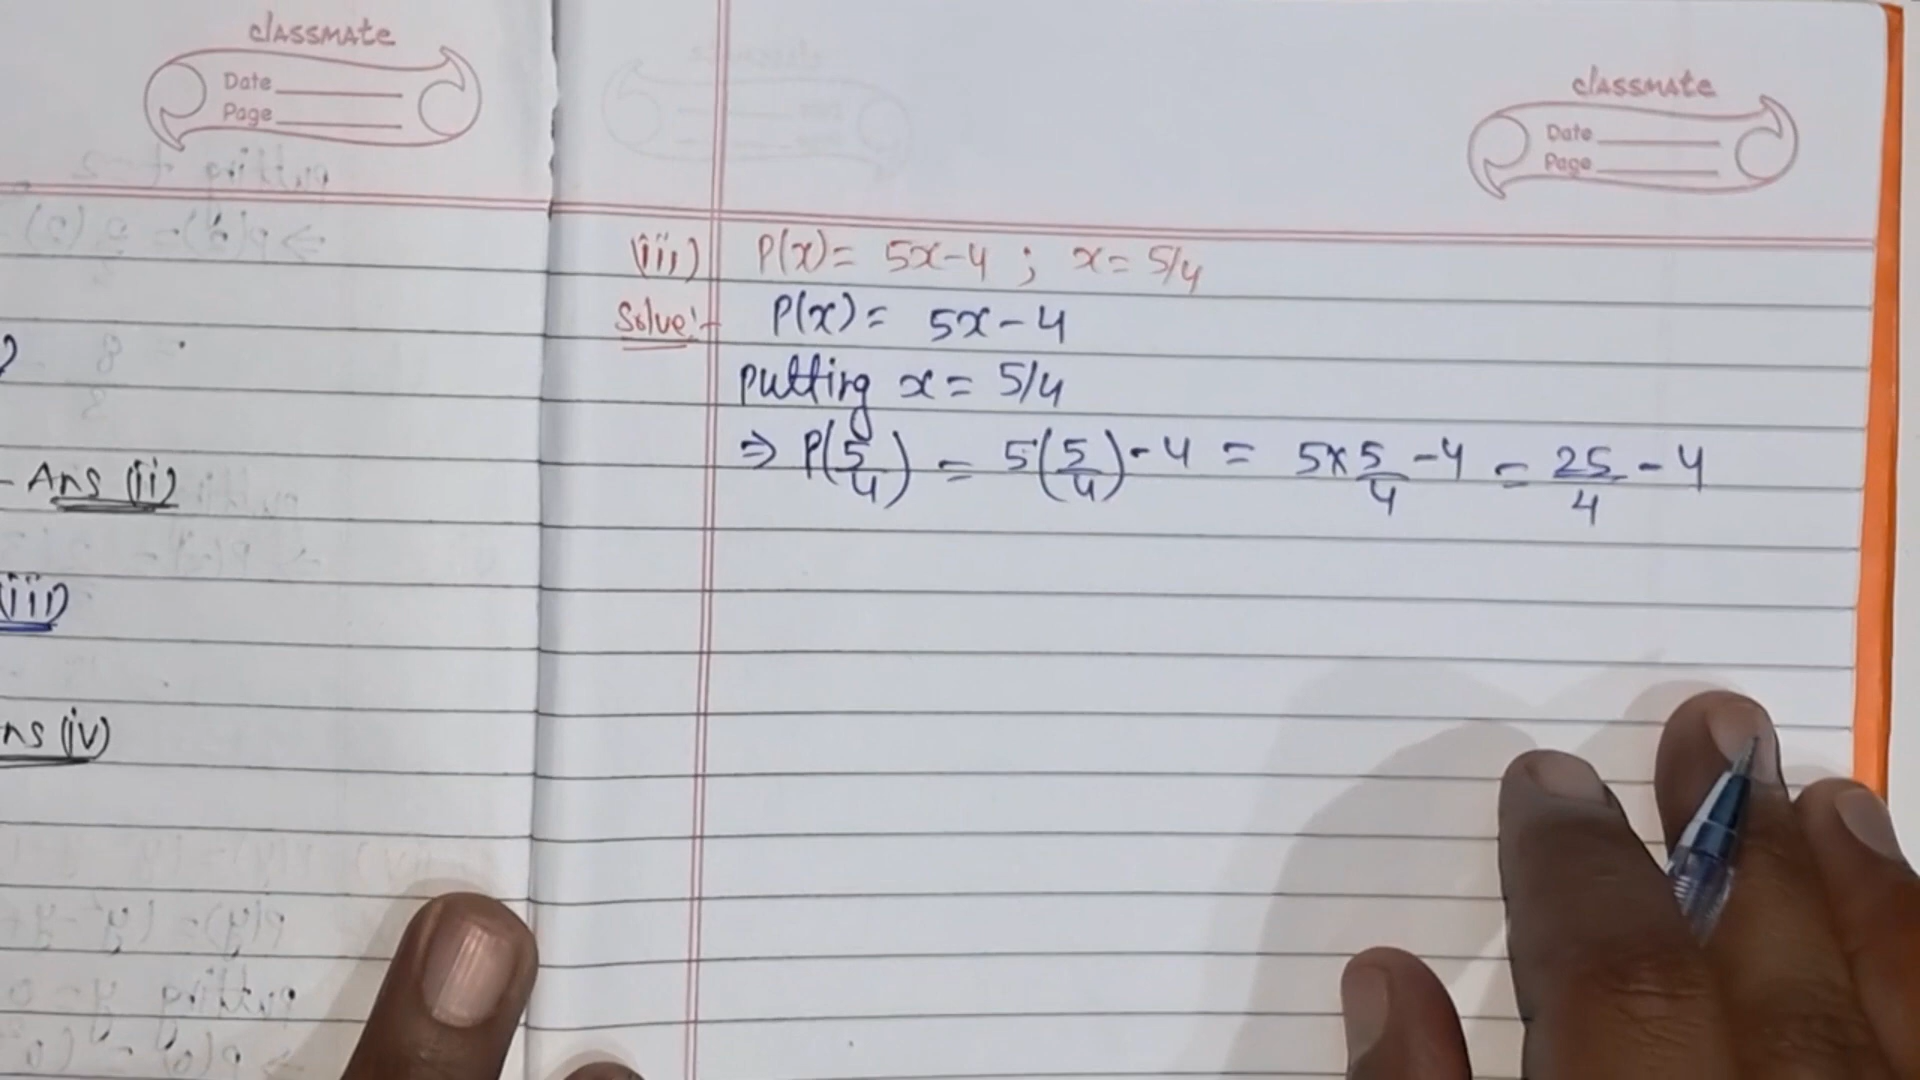 classmate
Date
Page
classmate
Date
Page
- Ans (ii)
(iii)
ns (iv)
(iii) P(x) = 5x-4 ; x = 5/4
Solve:- P(x) = 5x - 4
putting x = 5/4
⇒ P(5/4) = 5(5/4) - 4 = 5×5/4 - 4 = 25/4 - 4